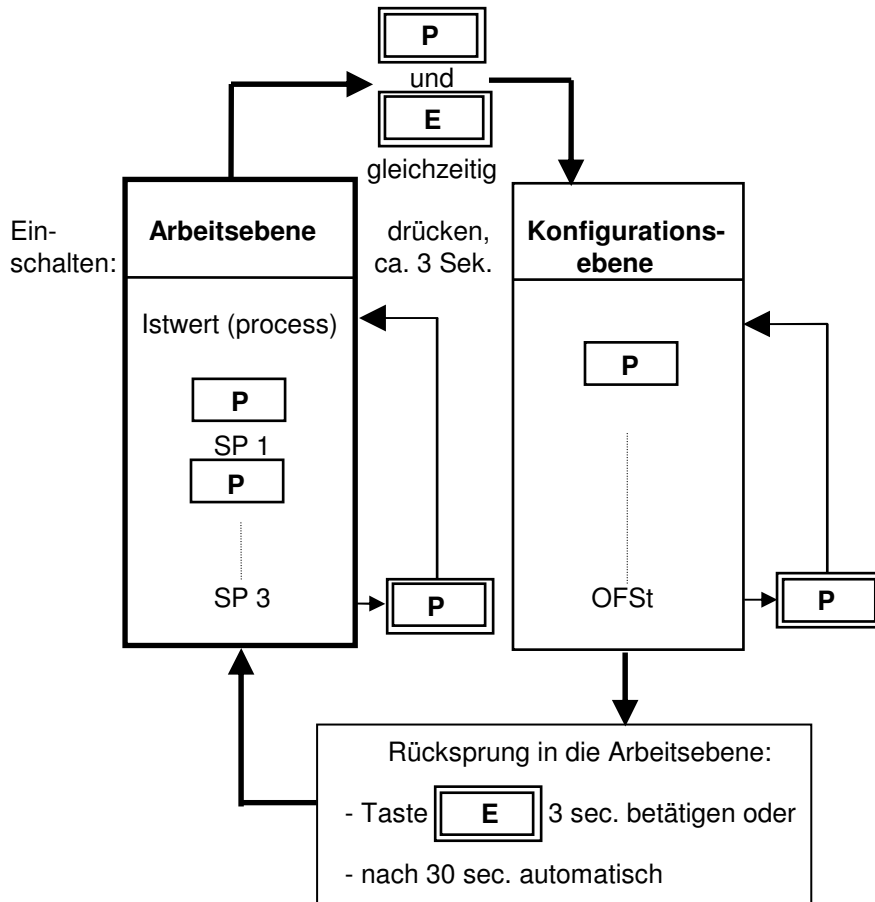 P
und
E
gleichzeitig
drücken,
ca. 3 Sek.
Ein-
schalten:
Arbeitsebene
Istwert (process)
P
SP 1
P
SP 3
P
Konfigurations-
ebene
P
OFSt
P
Rücksprung in die Arbeitsebene:
- Taste E 3 sec. betätigen oder
- nach 30 sec. automatisch